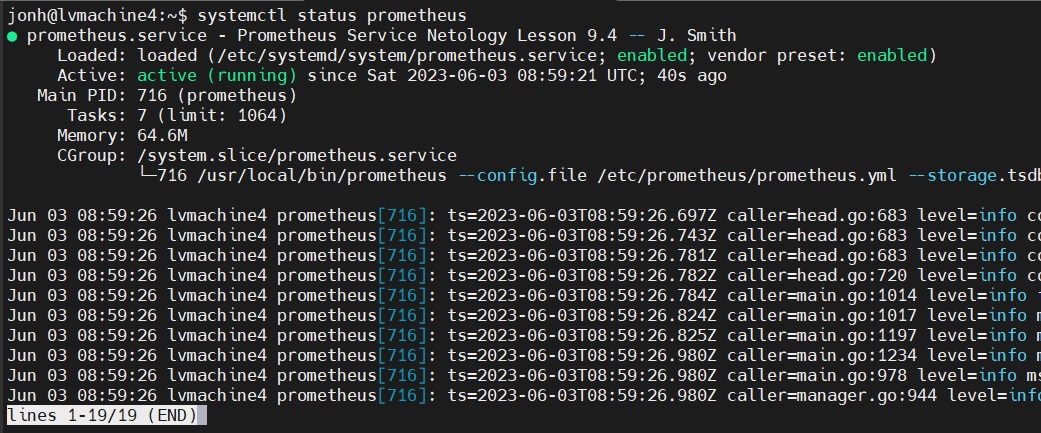 jonh@lvmachine4:~$ systemctl status prometheus
● prometheus.service - Prometheus Service Netology Lesson 9.4 -- J. Smith
Loaded: loaded (/etc/systemd/system/prometheus.service; enabled; vendor preset: enabled)
Active: active (running) since Sat 2023-06-03 08:59:21 UTC; 40s ago
Main PID: 716 (prometheus)
Tasks: 7 (limit: 1064)
Memory: 64.6M
CGroup: /system.slice/prometheus.service
└─716 /usr/local/bin/prometheus --config.file /etc/prometheus/prometheus.yml --storage.tsdb
Jun 03 08:59:26 lvmachine4 prometheus[716]: ts=2023-06-03T08:59:26.697Z caller=head.go:683 level=info co
Jun 03 08:59:26 lvmachine4 prometheus[716]: ts=2023-06-03T08:59:26.743Z caller=head.go:683 level=info co
Jun 03 08:59:26 lvmachine4 prometheus[716]: ts=2023-06-03T08:59:26.781Z caller=head.go:683 level=info co
Jun 03 08:59:26 lvmachine4 prometheus[716]: ts=2023-06-03T08:59:26.782Z caller=head.go:720 level=info co
Jun 03 08:59:26 lvmachine4 prometheus[716]: ts=2023-06-03T08:59:26.784Z caller=main.go:1014 level=info
Jun 03 08:59:26 lvmachine4 prometheus[716]: ts=2023-06-03T08:59:26.824Z caller=main.go:1017 level=info
Jun 03 08:59:26 lvmachine4 prometheus[716]: ts=2023-06-03T08:59:26.825Z caller=main.go:1197 level=info
Jun 03 08:59:26 lvmachine4 prometheus[716]: ts=2023-06-03T08:59:26.980Z caller=main.go:1234 level=info
Jun 03 08:59:26 lvmachine4 prometheus[716]: ts=2023-06-03T08:59:26.980Z caller=main.go:978 level=info ms
Jun 03 08:59:26 lvmachine4 prometheus[716]: ts=2023-06-03T08:59:26.980Z caller=manager.go:944 level=info
lines 1-19/19 (END)